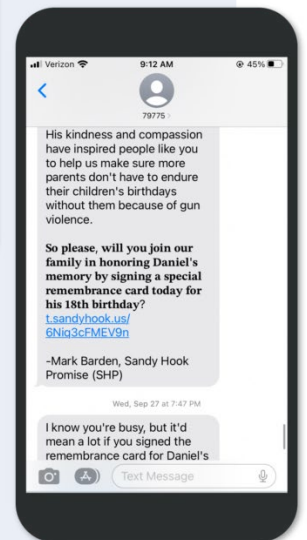 Verizon 9:12 AM 45%
79775
His kindness and compassion
have inspired people like you
to help us make sure more
parents don't have to endure
their children's birthdays
without them because of gun
violence.
So please, will you join our
family in honoring Daniel's
memory by signing a special
remembrance card today for
his 18th birthday?
t.sandyhook.us/
6Niq3cFMEV9n
-Mark Barden, Sandy Hook
Promise (SHP)
Wed, Sep 27 at 7:47 PM
I know you're busy, but it'd
mean a lot if you signed the
remembrance card for Daniel's
Text Message